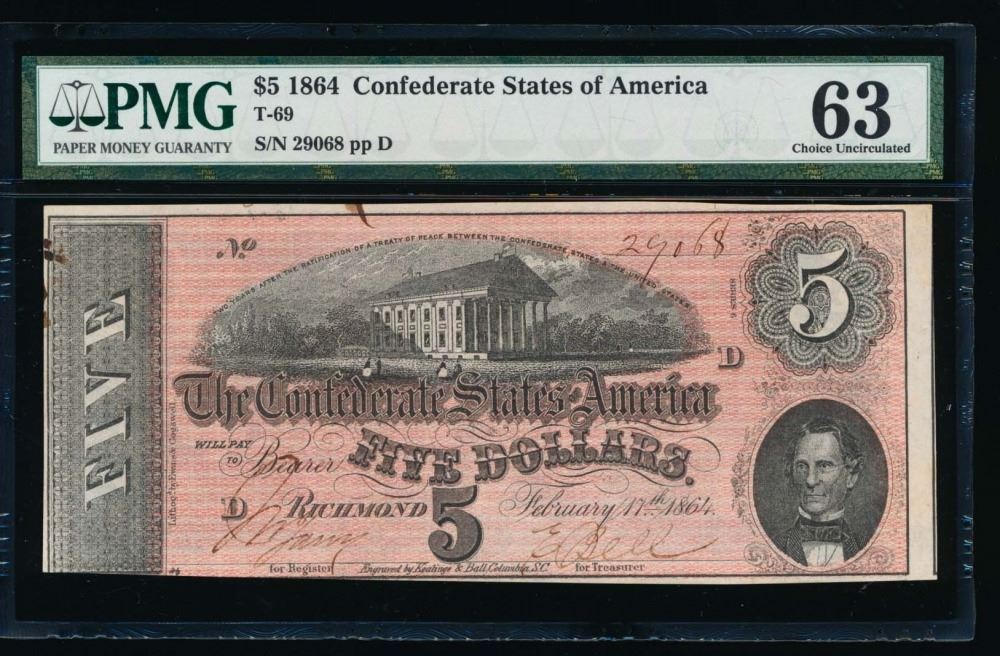 PMG
PAPER MONEY GUARANTY
$5 1864 Confederate States of America
T-69
S/N 29068 pp D
63
Choice Uncirculated
No
29068
TWO YEARS AFTER THE RATIFICATION OF A TREATY OF PEACE BETWEEN THE CONFEDERATE STATES & THE UNITED STATES
SERIES 6
5
D
FIVE
The Confederate States of America
WILL PAY
TO Bearer
FIVE DOLLARS.
D
RICHMOND
5
February 17th 1864.
E Bell
for Register
Engraved by Keatinge & Ball, Columbia, S.C.
for Treasurer